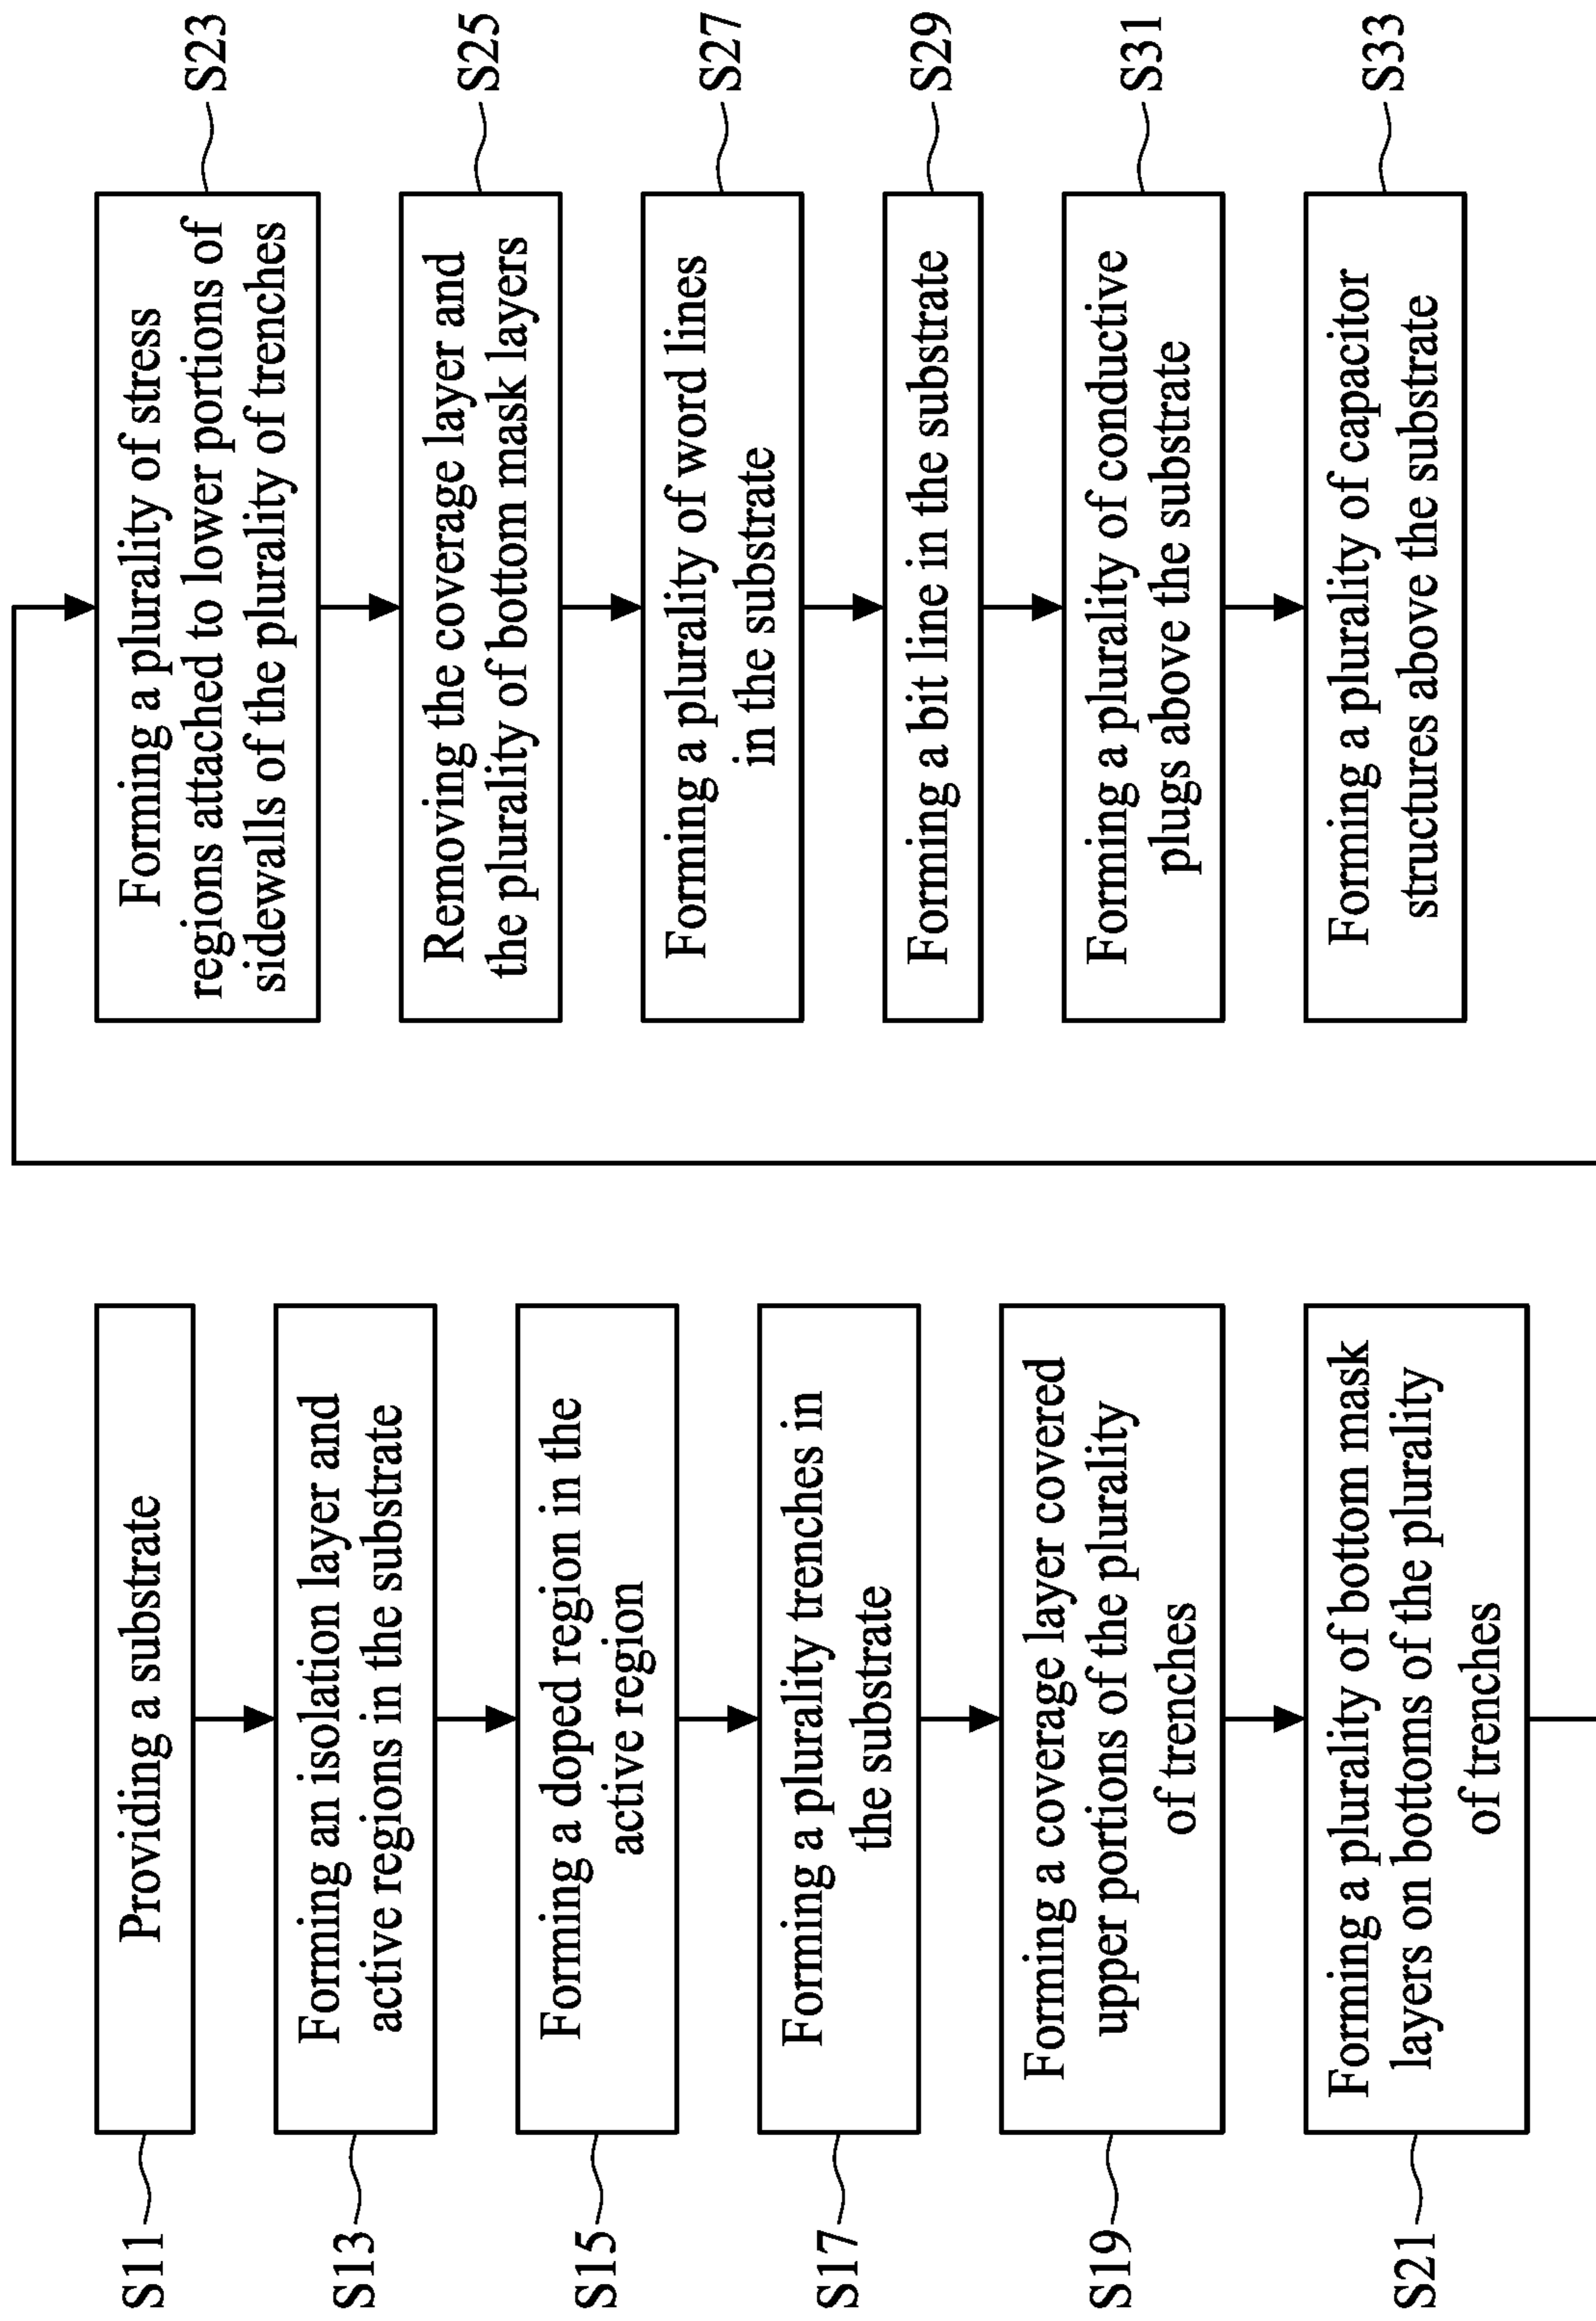 S11
Providing a substrate
S13
Forming an isolation layer and
active regions in the substrate
S15
Forming a doped region in the
active region
S17
Forming a plurality trenches in
the substrate
S19
Forming a coverage layer covered
upper portions of the plurality
of trenches
S21
Forming a plurality of bottom mask
layers on bottoms of the plurality
of trenches
Forming a plurality of stress
regions attached to lower portions of
sidewalls of the plurality of trenches
S23
Removing the coverage layer and
the plurality of bottom mask layers
S25
Forming a plurality of word lines
in the substrate
S27
Forming a bit line in the substrate
S29
Forming a plurality of conductive
plugs above the substrate
S31
Forming a plurality of capacitor
structures above the substrate
S33